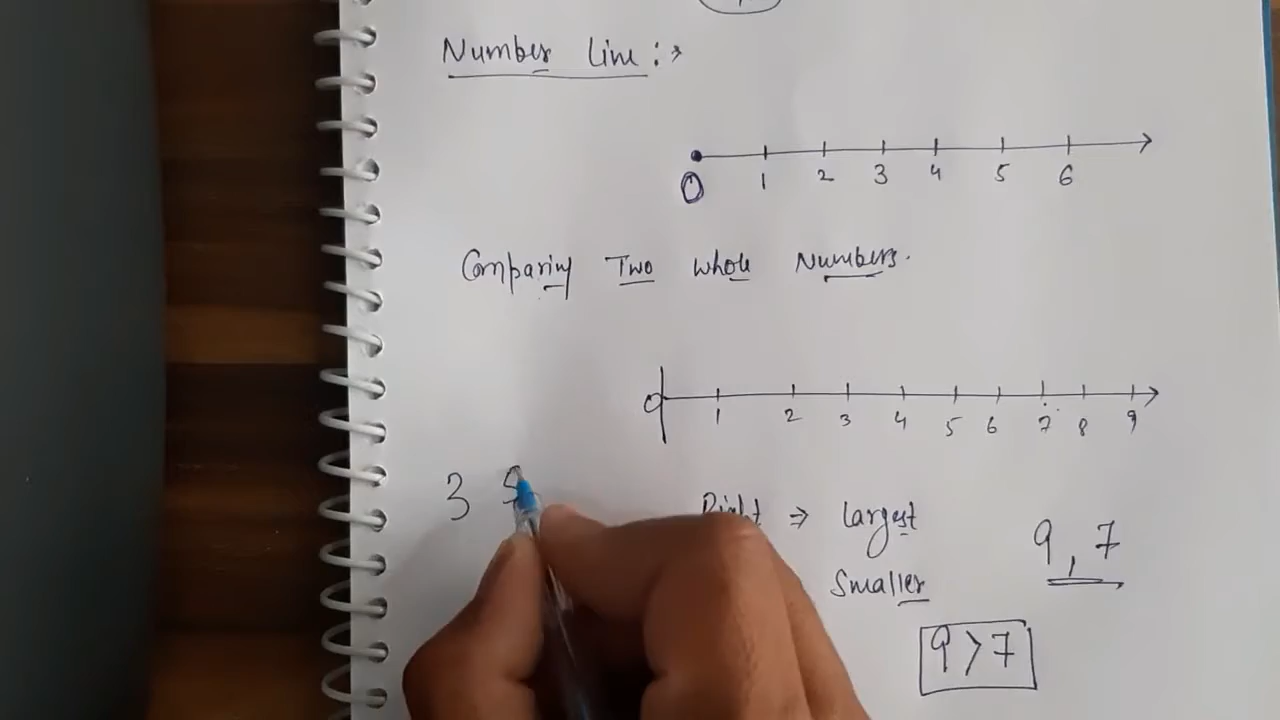 Number Line :→
0 1 2 3 4 5 6
Comparing Two whole Numbers.
0 1 2 3 4 5 6 7 8 9
3
Right ⇒ largest
9, 7
Smaller
9 > 7